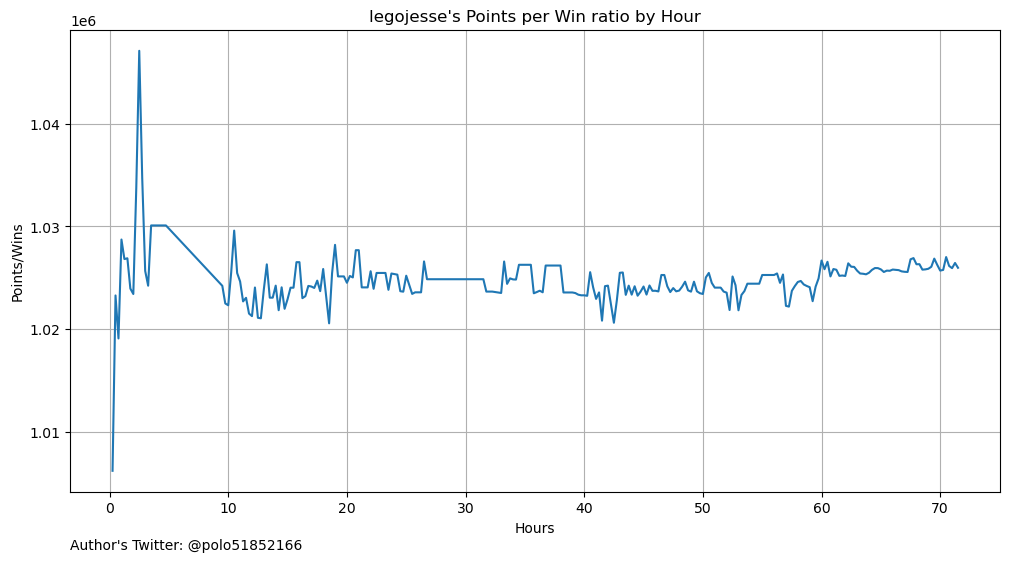 legojesse's Points per Win ratio by Hour
1e6
1.04
1.03
1.02
1.01
Points/Wins
0 10 20 30 40 50 60 70
Hours
Author's Twitter: @polo51852166